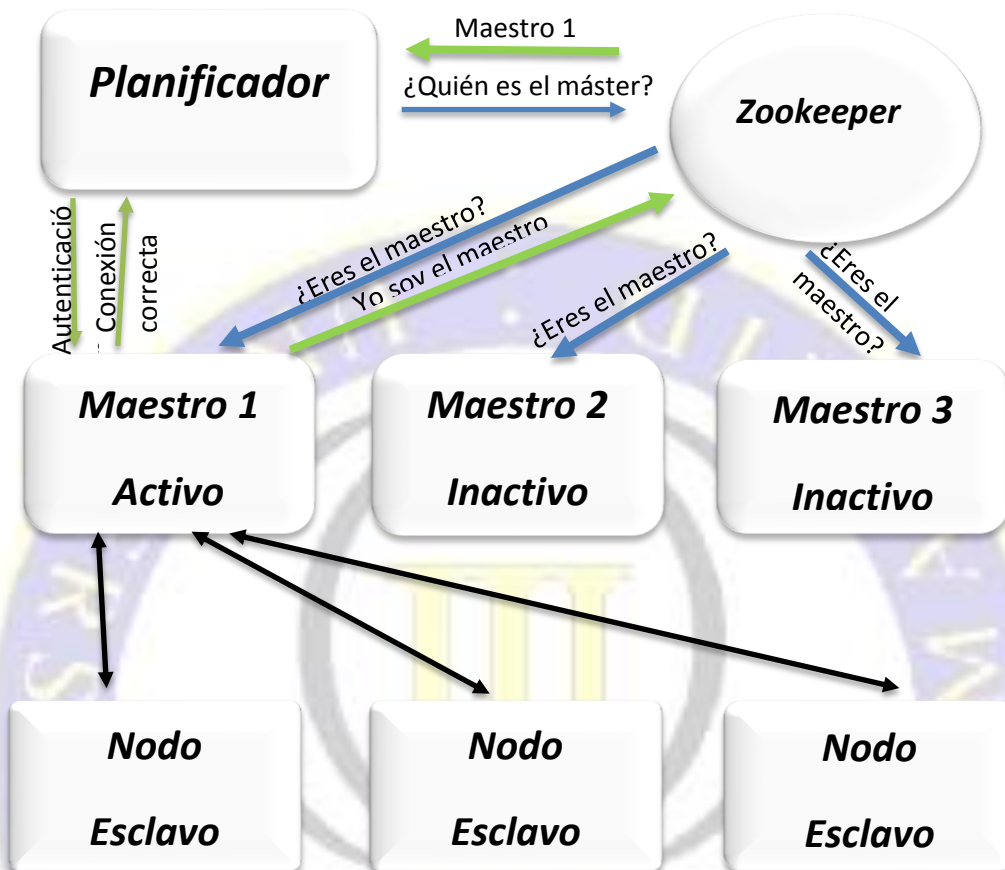 Maestro 1
Planificador
¿Quién es el máster?
Zookeeper
Autenticació
Conexión
correcta
¿Eres el maestro?
Yo soy el maestro
¿Eres el maestro?
¿Eres el
maestro?
Maestro 1
Activo
Maestro 2
Inactivo
Maestro 3
Inactivo
Nodo
Esclavo
Nodo
Esclavo
Nodo
Esclavo